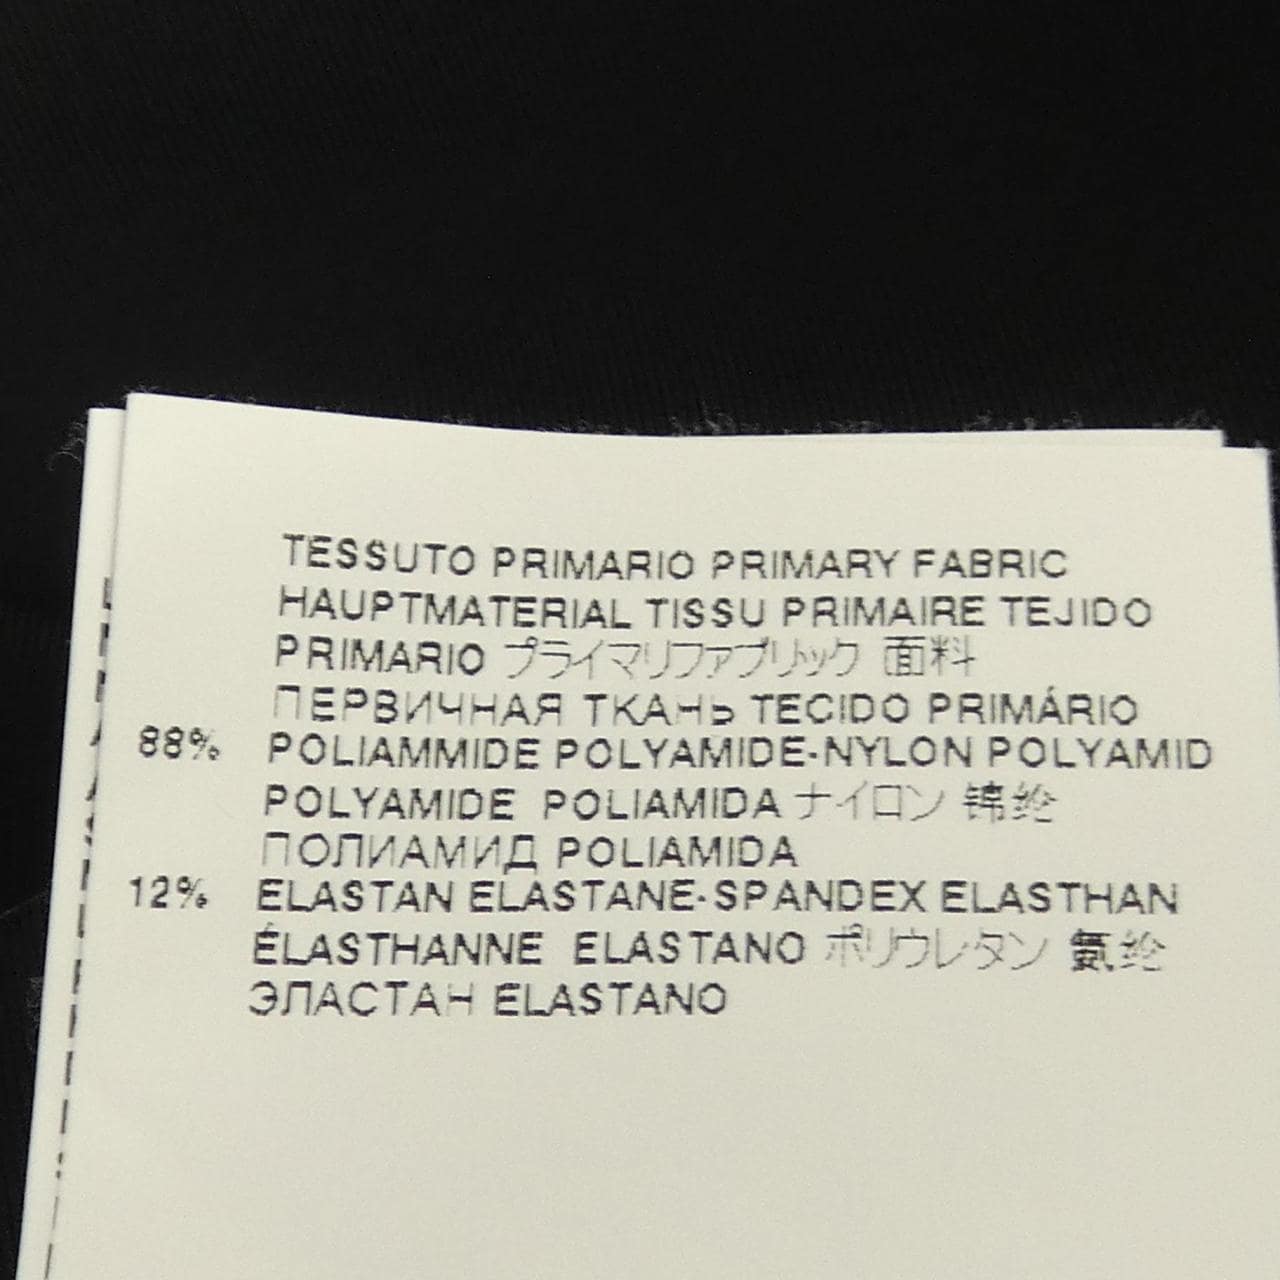 TESSUTO PRIMARIO PRIMARY FABRIC
HAUPTMATERIAL TISSU PRIMAIRE TEJIDO
PRIMARIO プライマリファブリック 面料
ПЕРВИЧНАЯ ТКАНЬ TECIDO PRIMÁRIO
88% POLIAMMIDE POLYAMIDE-NYLON POLYAMID
POLYAMIDE POLIAMIDA ナイロン 锦纶
ПОЛИАМИД POLIAMIDA
12% ELASTAN ELASTANE-SPANDEX ELASTHAN
ÉLASTHANNE ELASTANO ポリウレタン 氨纶
ЭЛАСТАН ELASTANO